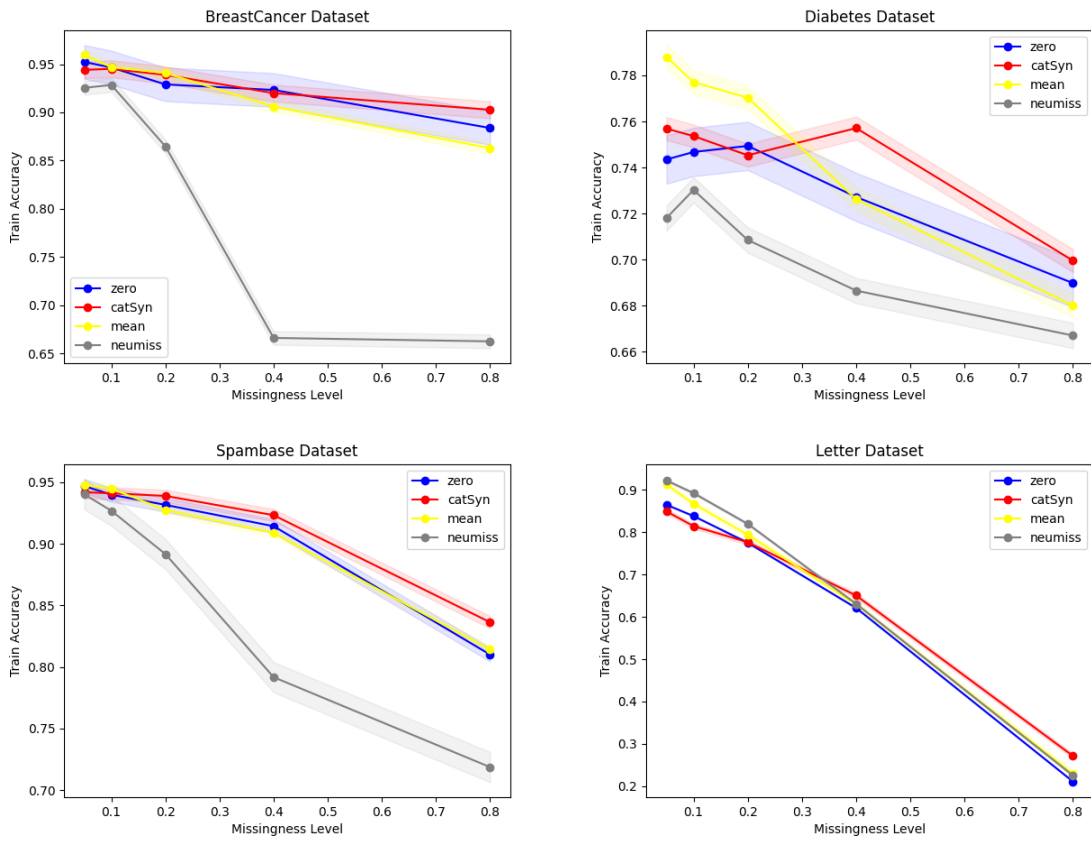 BreastCancer Dataset
Train Accuracy
0.95
0.90
0.85
0.80
0.75
0.70
0.65
zero
catSyn
mean
neumiss
0.1 0.2 0.3 0.4 0.5 0.6 0.7 0.8
Missingness Level
Diabetes Dataset
Train Accuracy
0.78
0.76
0.74
0.72
0.70
0.68
0.66
zero
catSyn
mean
neumiss
0.1 0.2 0.3 0.4 0.5 0.6 0.7 0.8
Missingness Level
Spambase Dataset
Train Accuracy
0.95
0.90
0.85
0.80
0.75
0.70
zero
catSyn
mean
neumiss
0.1 0.2 0.3 0.4 0.5 0.6 0.7 0.8
Missingness Level
Letter Dataset
Train Accuracy
0.9
0.8
0.7
0.6
0.5
0.4
0.3
0.2
zero
catSyn
mean
neumiss
0.1 0.2 0.3 0.4 0.5 0.6 0.7 0.8
Missingness Level